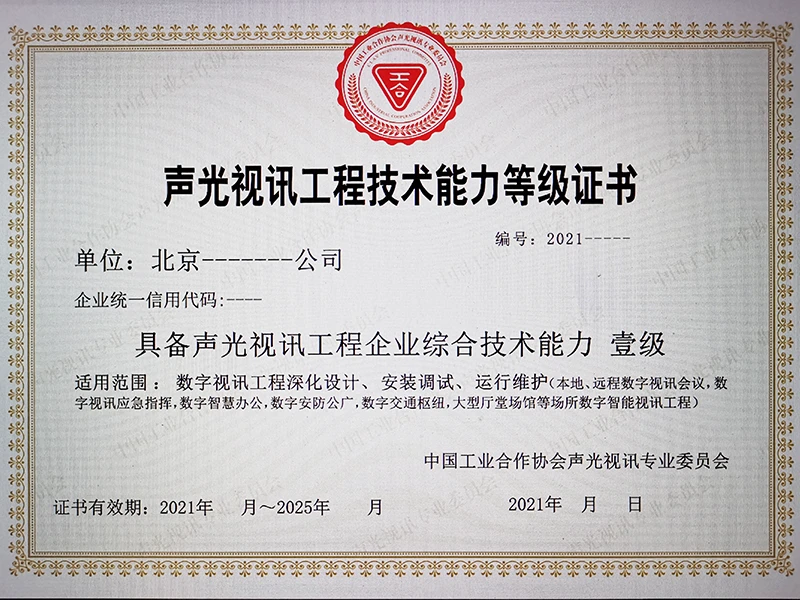 中国工业合作协会声光视讯专业委员会
工合
声光视讯工程技术能力等级证书
编号：2021-----
单位：北京-------公司
企业统一信用代码:----
具备声光视讯工程企业综合技术能力 壹级
适用范围： 数字视讯工程深化设计、安装调试、运行维护(本地、远程数字视讯会议,数
字视讯应急指挥,数字智慧办公,数字安防公广,数字交通枢纽,大型厅堂场馆等场所数字智能视讯工程)
中国工业合作协会声光视讯专业委员会
证书有效期：2021年 月～2025年 月
2021年 月 日